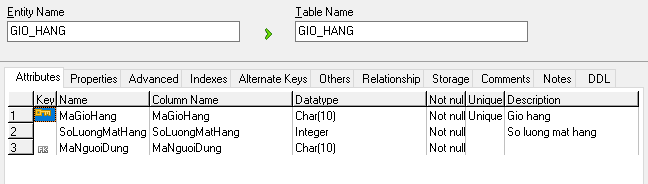 Entity Name Table Name
GIO_HANG GIO_HANG
Attributes Properties Advanced Indexes Alternate Keys Others Relationship Storage Comments Notes DDL
Key Name Column Name Datatype Not nul Unique Description
1 MaGioHang MaGioHang Char(10) Not null Unique Gio hang
2 SoLuongMatHang SoLuongMatHang Integer Not null So luong mat hang
3 FK MaNguoiDung MaNguoiDung Char(10) Not null